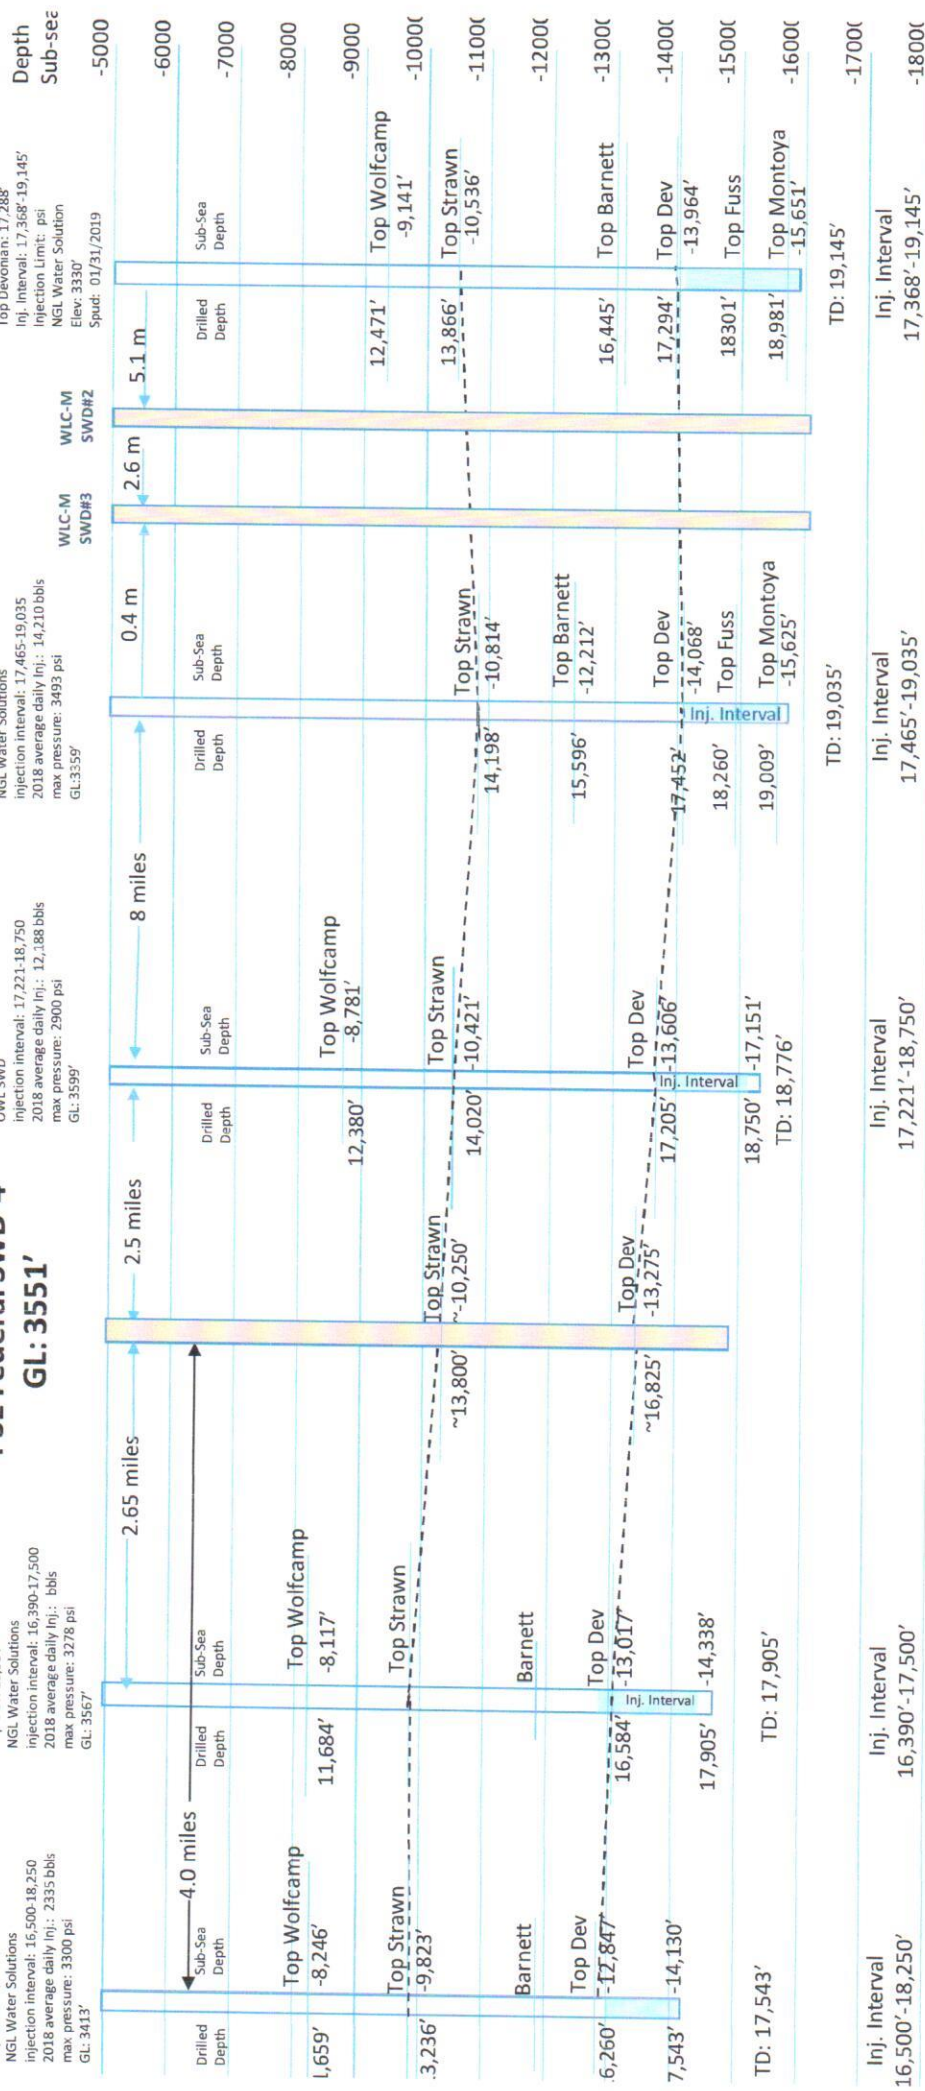 NGL Water Solutions
injection interval: 16,500-18,250
2018 average daily Inj.: 2335 bbls
max pressure: 3300 psi
GL: 3413'
Drilled Depth
Sub-Sea Depth
Top Wolfcamp
,659'
-8,246'
Top Strawn
3,236'
-9,823'
Barnett
Top Dev
6,260'
-12,847'
7,543'
-14,130'
TD: 17,543'
Inj. Interval
16,500'-18,250'
4.0 miles
NGL Water Solutions
injection interval: 16,390-17,500
2018 average daily Inj.: bbls
max pressure: 3278 psi
GL: 3567'
Drilled Depth
Sub-Sea Depth
Top Wolfcamp
11,684'
-8,117'
Top Strawn
Barnett
Top Dev
16,584'
-13,017'
Inj. Interval
17,905'
-14,338'
TD: 17,905'
Inj. Interval
16,390'-17,500'
2.65 miles
GL: 3551'
Top Strawn
~13,800'
~-10,250'
Top Dev
~16,825'
-13,275'
2.5 miles
OWL SWD
injection interval: 17,221-18,750
2018 average daily Inj.: 12,188 bbls
max pressure: 2900 psi
GL: 3599'
Drilled Depth
Sub-Sea Depth
Top Wolfcamp
12,380'
-8,781'
Top Strawn
14,020'
-10,421'
Top Dev
17,205'
-13,606'
Inj. Interval
18,750'
-17,151'
TD: 18,776'
Inj. Interval
17,221'-18,750'
8 miles
NGL Water Solutions
injection interval: 17,465-19,035
2018 average daily Inj.: 14,210 bbls
max pressure: 3493 psi
GL:3359'
Drilled Depth
Sub-Sea Depth
Top Strawn
14,198'
-10,814'
Top Barnett
15,596'
-12,212'
Top Dev
17,452'
-14,068'
Inj. Interval
Top Fuss
18,260'
Top Montoya
19,009'
-15,625'
TD: 19,035'
Inj. Interval
17,465'-19,035'
0.4 m
WLC-M
SWD#3
2.6 m
WLC-M
SWD#2
5.1 m
Top Devonian: 17,288'
Inj. Interval: 17,368'-19,145'
Injection Limit: psi
NGL Water Solution
Elev: 3330'
Spud: 01/31/2019
Drilled Depth
Sub-Sea Depth
Top Wolfcamp
12,471'
-9,141'
Top Strawn
13,866'
-10,536'
Top Barnett
16,445'
Top Dev
17,294'
-13,964'
Top Fuss
18301'
Top Montoya
18,981'
-15,651'
TD: 19,145'
Inj. Interval
17,368'-19,145'
Depth
Sub-sea
-5000
-6000
-7000
-8000
-9000
-1000
-1100
-1200
-1300
-1400
-1500
-1600
-1700
-1800